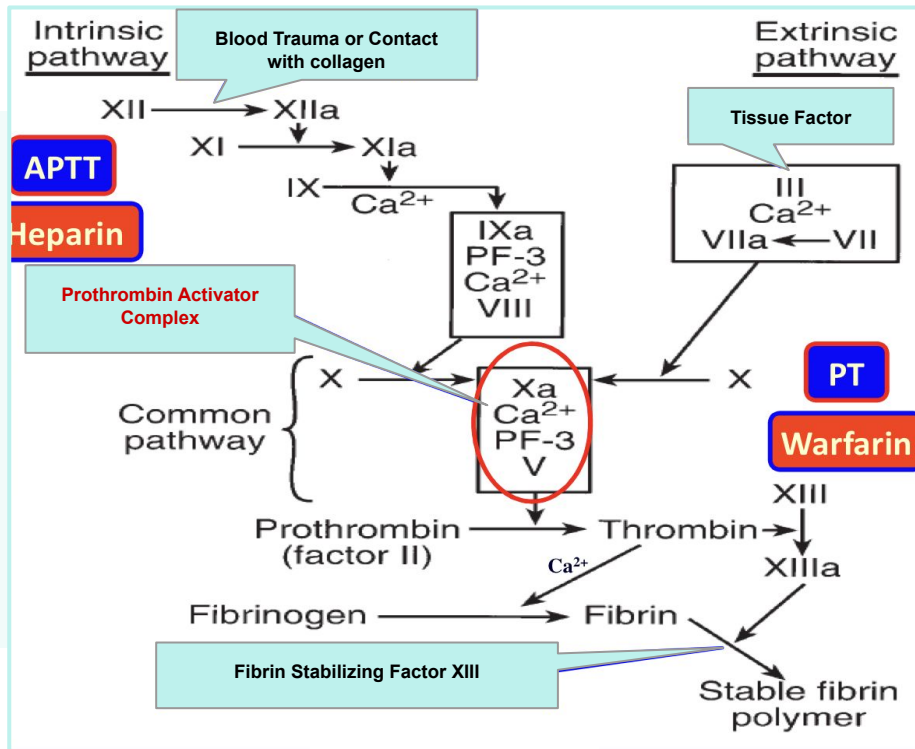 Intrinsic
pathway
Blood Trauma or Contact
with collagen
Extrinsic
pathway
XII XIIa
Tissue Factor
XI XIa
APTT
IX
Ca²⁺
III
Ca²⁺
VIIa VII
Heparin
IXa
PF-3
Ca²⁺
VIII
Prothrombin Activator
Complex
X
Xa
Ca²⁺
PF-3
V
X
PT
Common
pathway
Warfarin
XIII
Prothrombin
(factor II)
Thrombin
Ca²⁺
XIIIa
Fibrinogen Fibrin
Fibrin Stabilizing Factor XIII
Stable fibrin
polymer